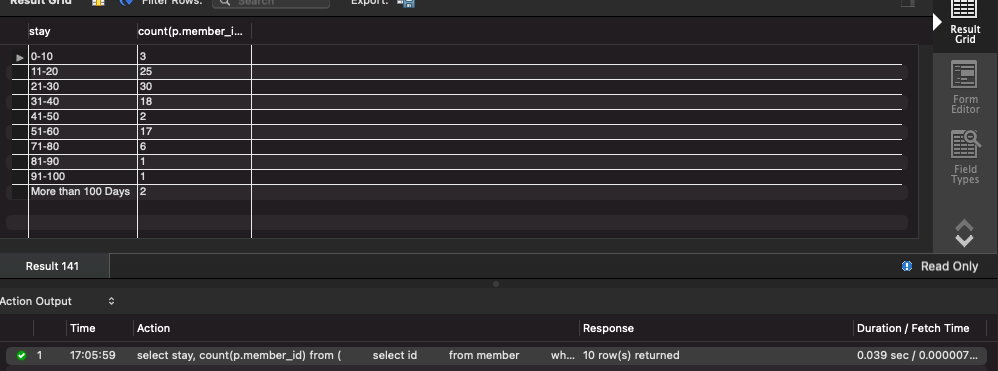 Result Grid Filter Rows: Search Export:
stay count(p.member_i...
0-10 3
11-20 25
21-30 30
31-40 18
41-50 2
51-60 17
71-80 6
81-90 1
91-100 1
More than 100 Days 2
Result
Grid
Form
Editor
Field
Types
Result 141 Read Only
Action Output
Time Action Response Duration / Fetch Time
1 17:05:59 select stay, count(p.member_id) from ( select id from member wh... 10 row(s) returned 0.039 sec / 0.000007...